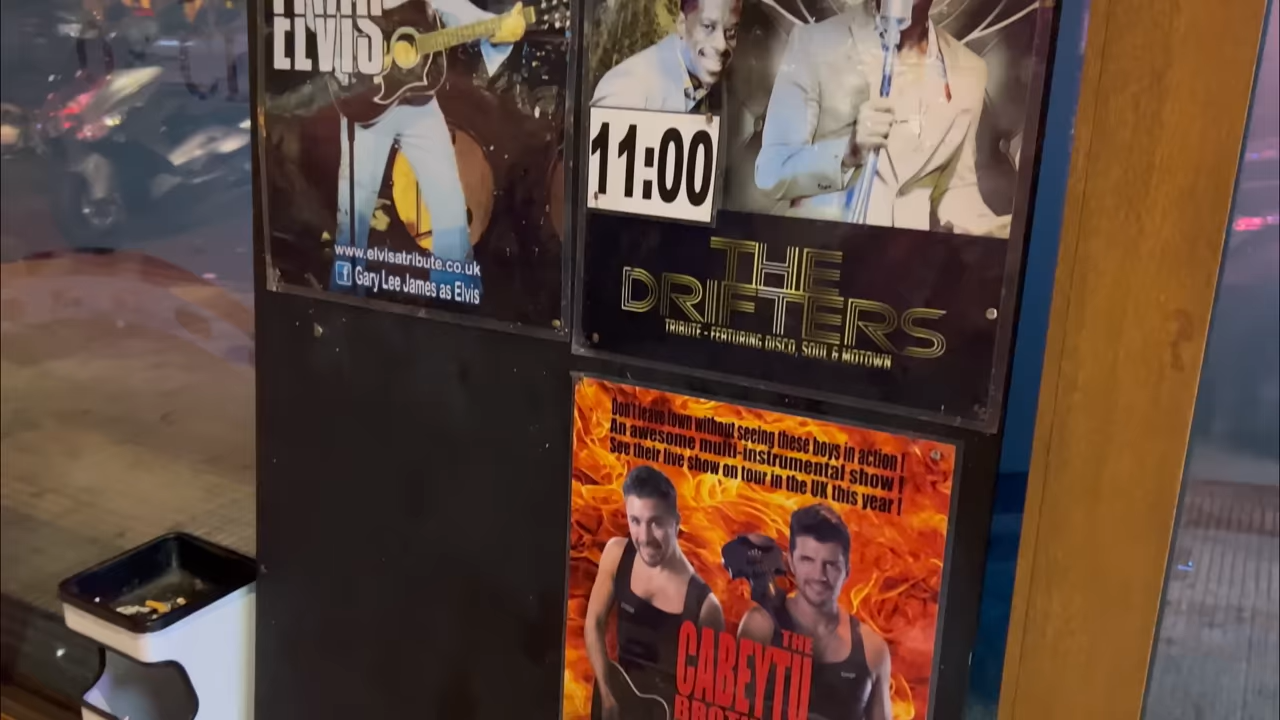 ELVIS
www.elvisatribute.co.uk
Gary Lee James as Elvis
11:00
THE
DRIFTERS
TRIBUTE - FEATURING DISCO, SOUL & MOTOWN
Don't leave town without seeing these boys in action !
An awesome multi-instrumental show !
See their live show on tour in the UK this year !
THE
CABEYTU